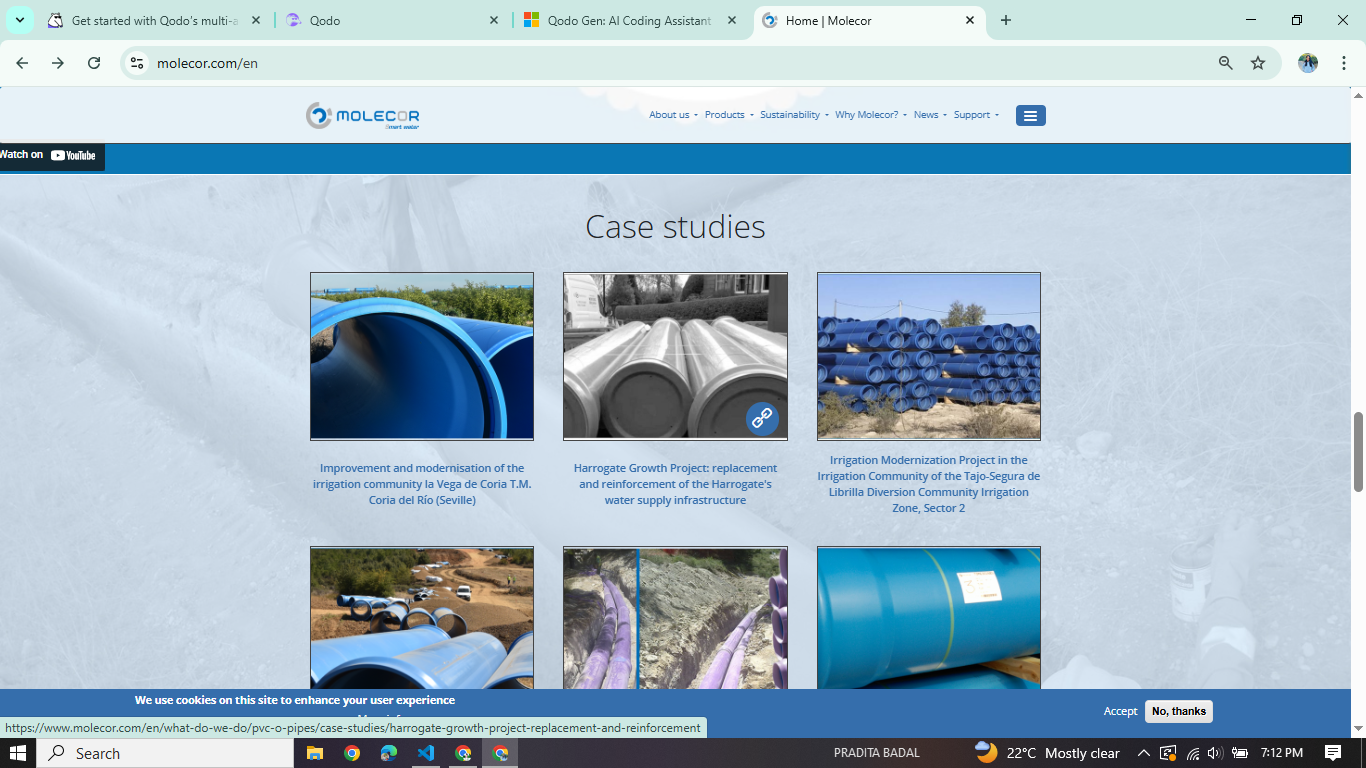 Get started with Qodo's multi-a
Qodo
Qodo Gen: AI Coding Assistant
Home | Molecor
molecor.com/en
MOLECOR
Smart water
About us
Products
Sustainability
Why Molecor?
News
Support
Watch on YouTube
Case studies
Improvement and modernisation of the
irrigation community la Vega de Coria T.M.
Coria del Río (Seville)
Harrogate Growth Project: replacement
and reinforcement of the Harrogate's
water supply infrastructure
Irrigation Modernization Project in the
Irrigation Community of the Tajo-Segura de
Librilla Diversion Community Irrigation
Zone, Sector 2
We use cookies on this site to enhance your user experience
Accept
No, thanks
https://www.molecor.com/en/what-do-we-do/pvc-o-pipes/case-studies/harrogate-growth-project-replacement-and-reinforcement
Search
PRADITA BADAL
22°C Mostly clear
7:12 PM